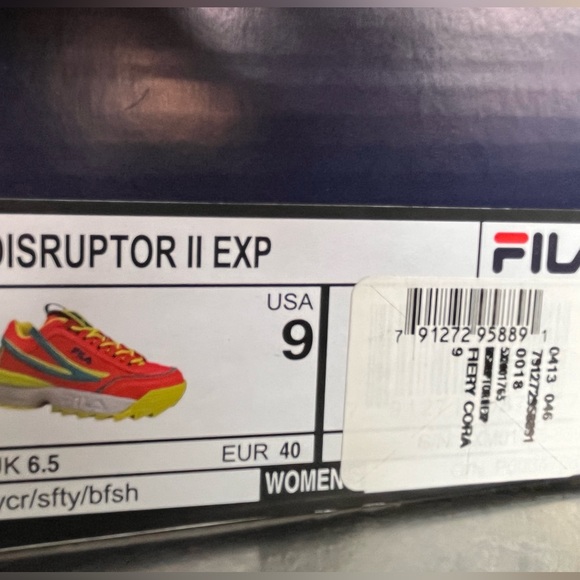 DISRUPTOR II EXP
FILA
USA
9
FILA
UK 6.5
EUR 40
ycr/sfty/bfsh
WOMEN
7 91272 95889 1
0413 046
0018
FIERY CORA
9